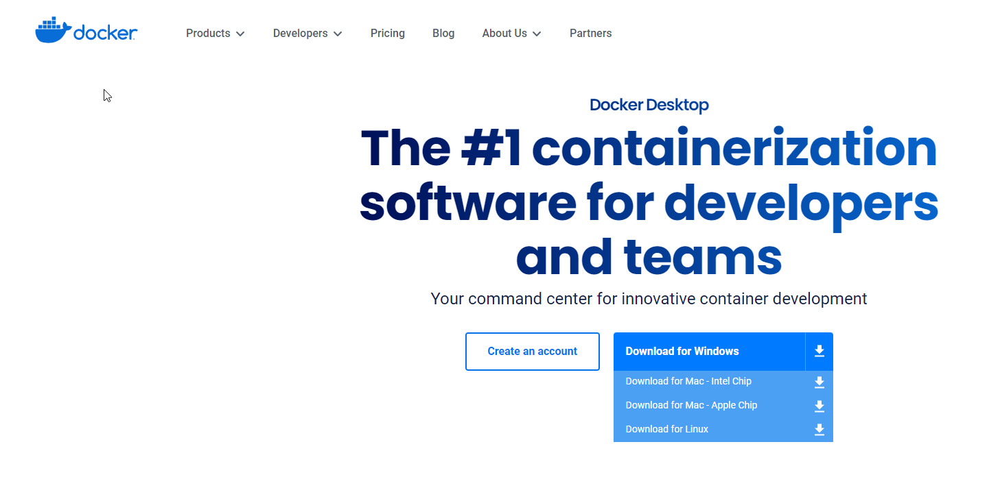 docker
Products Developers Pricing Blog About Us Partners
Docker Desktop
The #1 containerization
software for developers
and teams
Your command center for innovative container development
Create an account
Download for Windows
Download for Mac - Intel Chip
Download for Mac - Apple Chip
Download for Linux